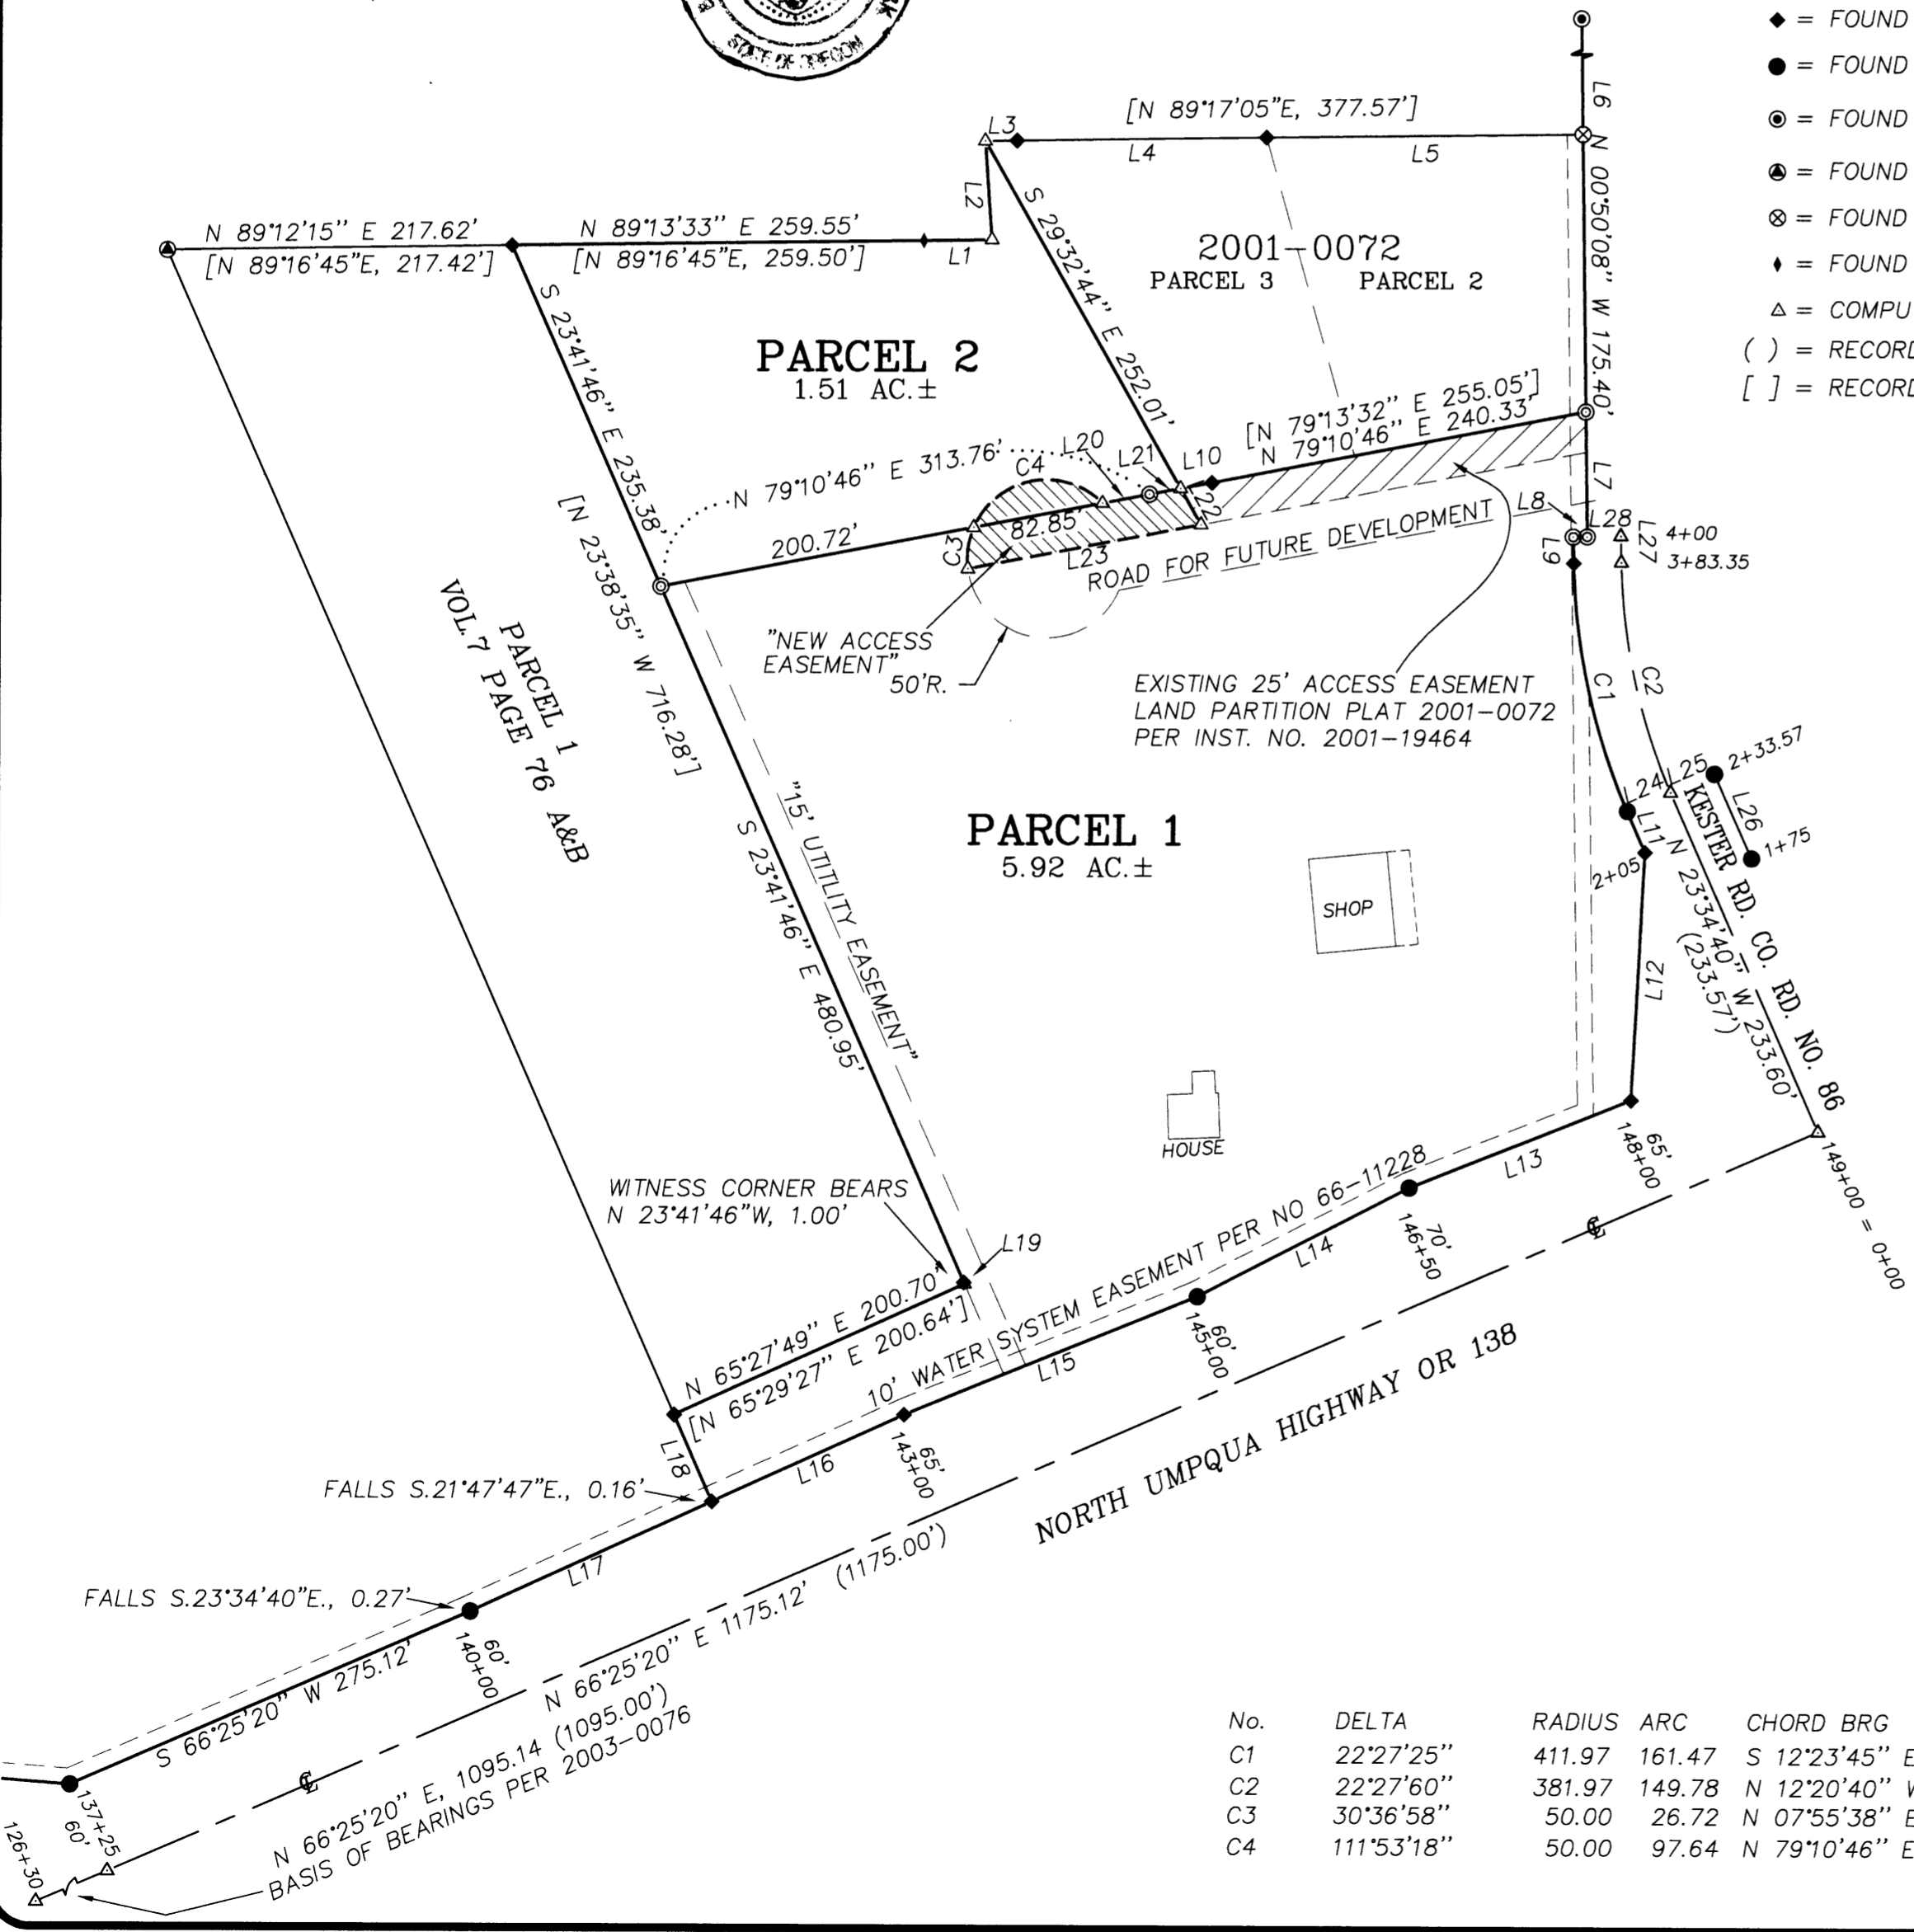 STATE OF OREGON
◆ = FOUND
● = FOUND
◉ = FOUND
= FOUND
⊗ = FOUND
♦ = FOUND
△ = COMPU
( ) = RECORD
[ ] = RECORD
[N 89°17'05"E, 377.57']
L3
L4
L5
L6
N 00°50'08" W 175.40'
L2
N 89°12'15" E 217.62'
[N 89°16'45"E, 217.42']
N 89°13'33" E 259.55'
[N 89°16'45"E, 259.50']
L1
S 29°32'44" E 252.01'
2001-0072
PARCEL 3
PARCEL 2
S 23°41'46" E 235.38'
PARCEL 2
1.51 AC.±
[N 79°13'32" E 255.05']
N 79°10'46" E 240.33'
N 79°10'46" E 313.76'
L20
L21
L10
C4
L7
200.72'
82.85'
C3
L23
22
L8
L28
L27
4+00
3+83.35
L9
ROAD FOR FUTURE DEVELOPMENT
[N 23°38'35" W 716.28']
PARCEL 1
VOL.7 PAGE 76 A&B
"NEW ACCESS
EASEMENT"
50'R.
EXISTING 25' ACCESS EASEMENT
LAND PARTITION PLAT 2001-0072
PER INST. NO. 2001-19464
C1
C2
L24
L25
2+33.57
L26
1+75
L11
2+05
KESTER RD. CO. RD. NO. 86
N 23°34'40" W 233.60'
(233.57')
"15' UTITLITY EASEMENT"
S 23°41'46" E 480.95'
PARCEL 1
5.92 AC.±
SHOP
L12
HOUSE
65'
148+00
149+00 = 0+00
L13
WITNESS CORNER BEARS
N 23°41'46"W, 1.00'
L19
10' WATER SYSTEM EASEMENT PER NO 66-11228
L14
70'
146+50
60'
145+00
L15
N 65°27'49" E 200.70'
[N 65°29'27" E 200.64']
L18
L16
65'
143+00
FALLS S.21°47'47"E., 0.16'
NORTH UMPQUA HIGHWAY OR 138
L17
FALLS S.23°34'40"E., 0.27'
N 66°25'20" E 1175.12' (1175.00')
S 66°25'20" W 275.12'
60'
140+00
137+25
60'
126+30
N 66°25'20" E, 1095.14 (1095.00')
BASIS OF BEARINGS PER 2003-0076
No. DELTA RADIUS ARC CHORD BRG
C1 22°27'25" 411.97 161.47 S 12°23'45" E
C2 22°27'60" 381.97 149.78 N 12°20'40" W
C3 30°36'58" 50.00 26.72 N 07°55'38" E
C4 111°53'18" 50.00 97.64 N 79°10'46" E